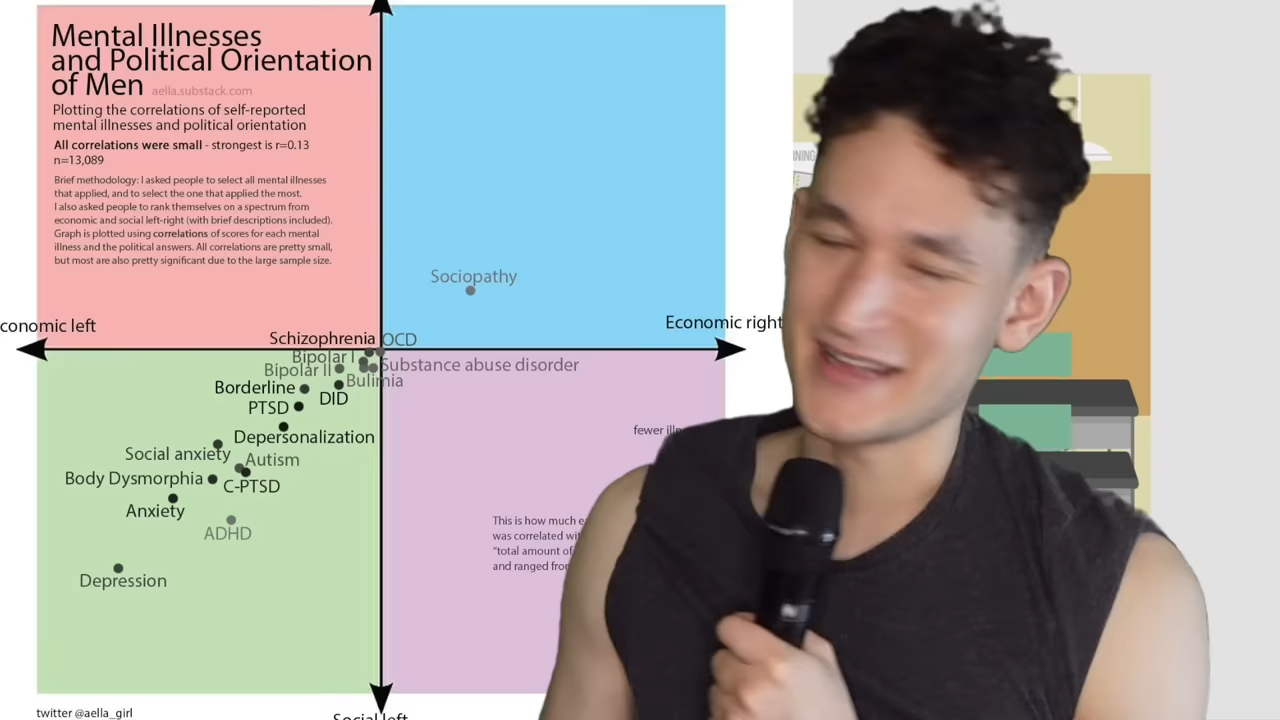 Mental Illnesses
and Political Orientation
of Men aella.substack.com
Plotting the correlations of self-reported
mental illnesses and political orientation
All correlations were small - strongest is r=0.13
n=13,089
Brief methodology: I asked people to select all mental illnesses
that applied, and to select the one that applied the most.
I also asked people to rank themselves on a spectrum from
economic and social left-right (with brief descriptions included).
Graph is plotted using correlations of scores for each mental
illness and the political answers. All correlations are pretty small,
but most are also pretty significant due to the large sample size.
Sociopathy
conomic left
Economic right
Schizophrenia
OCD
Bipolar I
Substance abuse disorder
Bipolar II
Bulimia
Borderline
DID
PTSD
Depersonalization
fewer
Social anxiety
Autism
Body Dysmorphia
C-PTSD
Anxiety
ADHD
This is how much
was correlated
"total amount of
and ranged
Depression
twitter @aella_girl
Social left